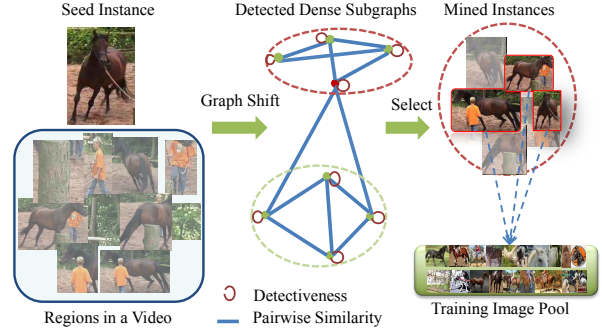 Seed Instance
Detected Dense Subgraphs
Mined Instances
Graph Shift
Select
Detectiveness
Pairwise Similarity
Regions in a Video
Training Image Pool